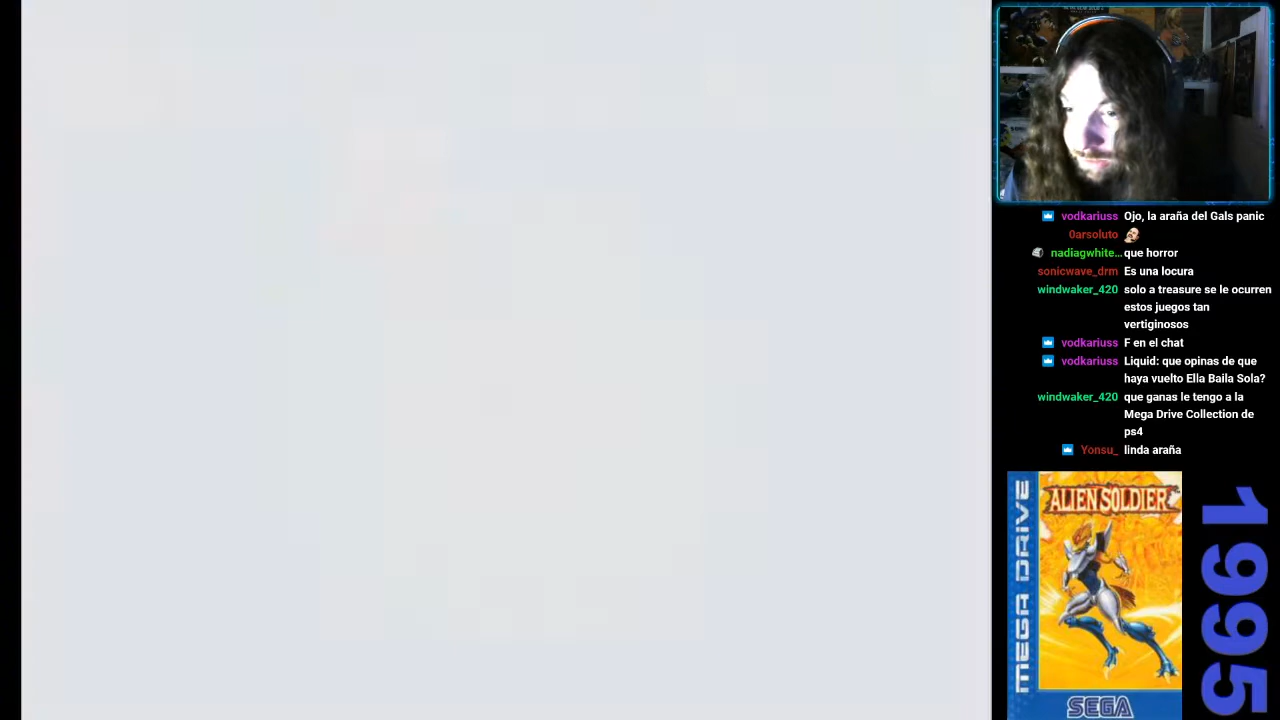 vodkariuss Ojo, la araña del Gals panic
0arsoluto
nadiagwhite... que horror
sonicwave_drm Es una locura
windwaker_420 solo a treasure se le ocurren
estos juegos tan
vertiginosos
vodkariuss F en el chat
vodkariuss Liquid: que opinas de que
haya vuelto Ella Baila Sola?
windwaker_420 que ganas le tengo a la
Mega Drive Collection de
ps4
Yonsu_ linda araña
MEGA DRIVE
ALIEN SOLDIER
SEGA
1995